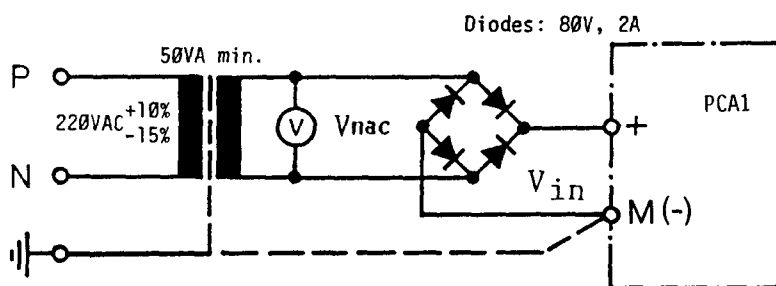 Diodes: 80V, 2A
50VA min.
P
220VAC +10%
-15%
V
Vnac
PCA1
+
N
Vin
M(-)